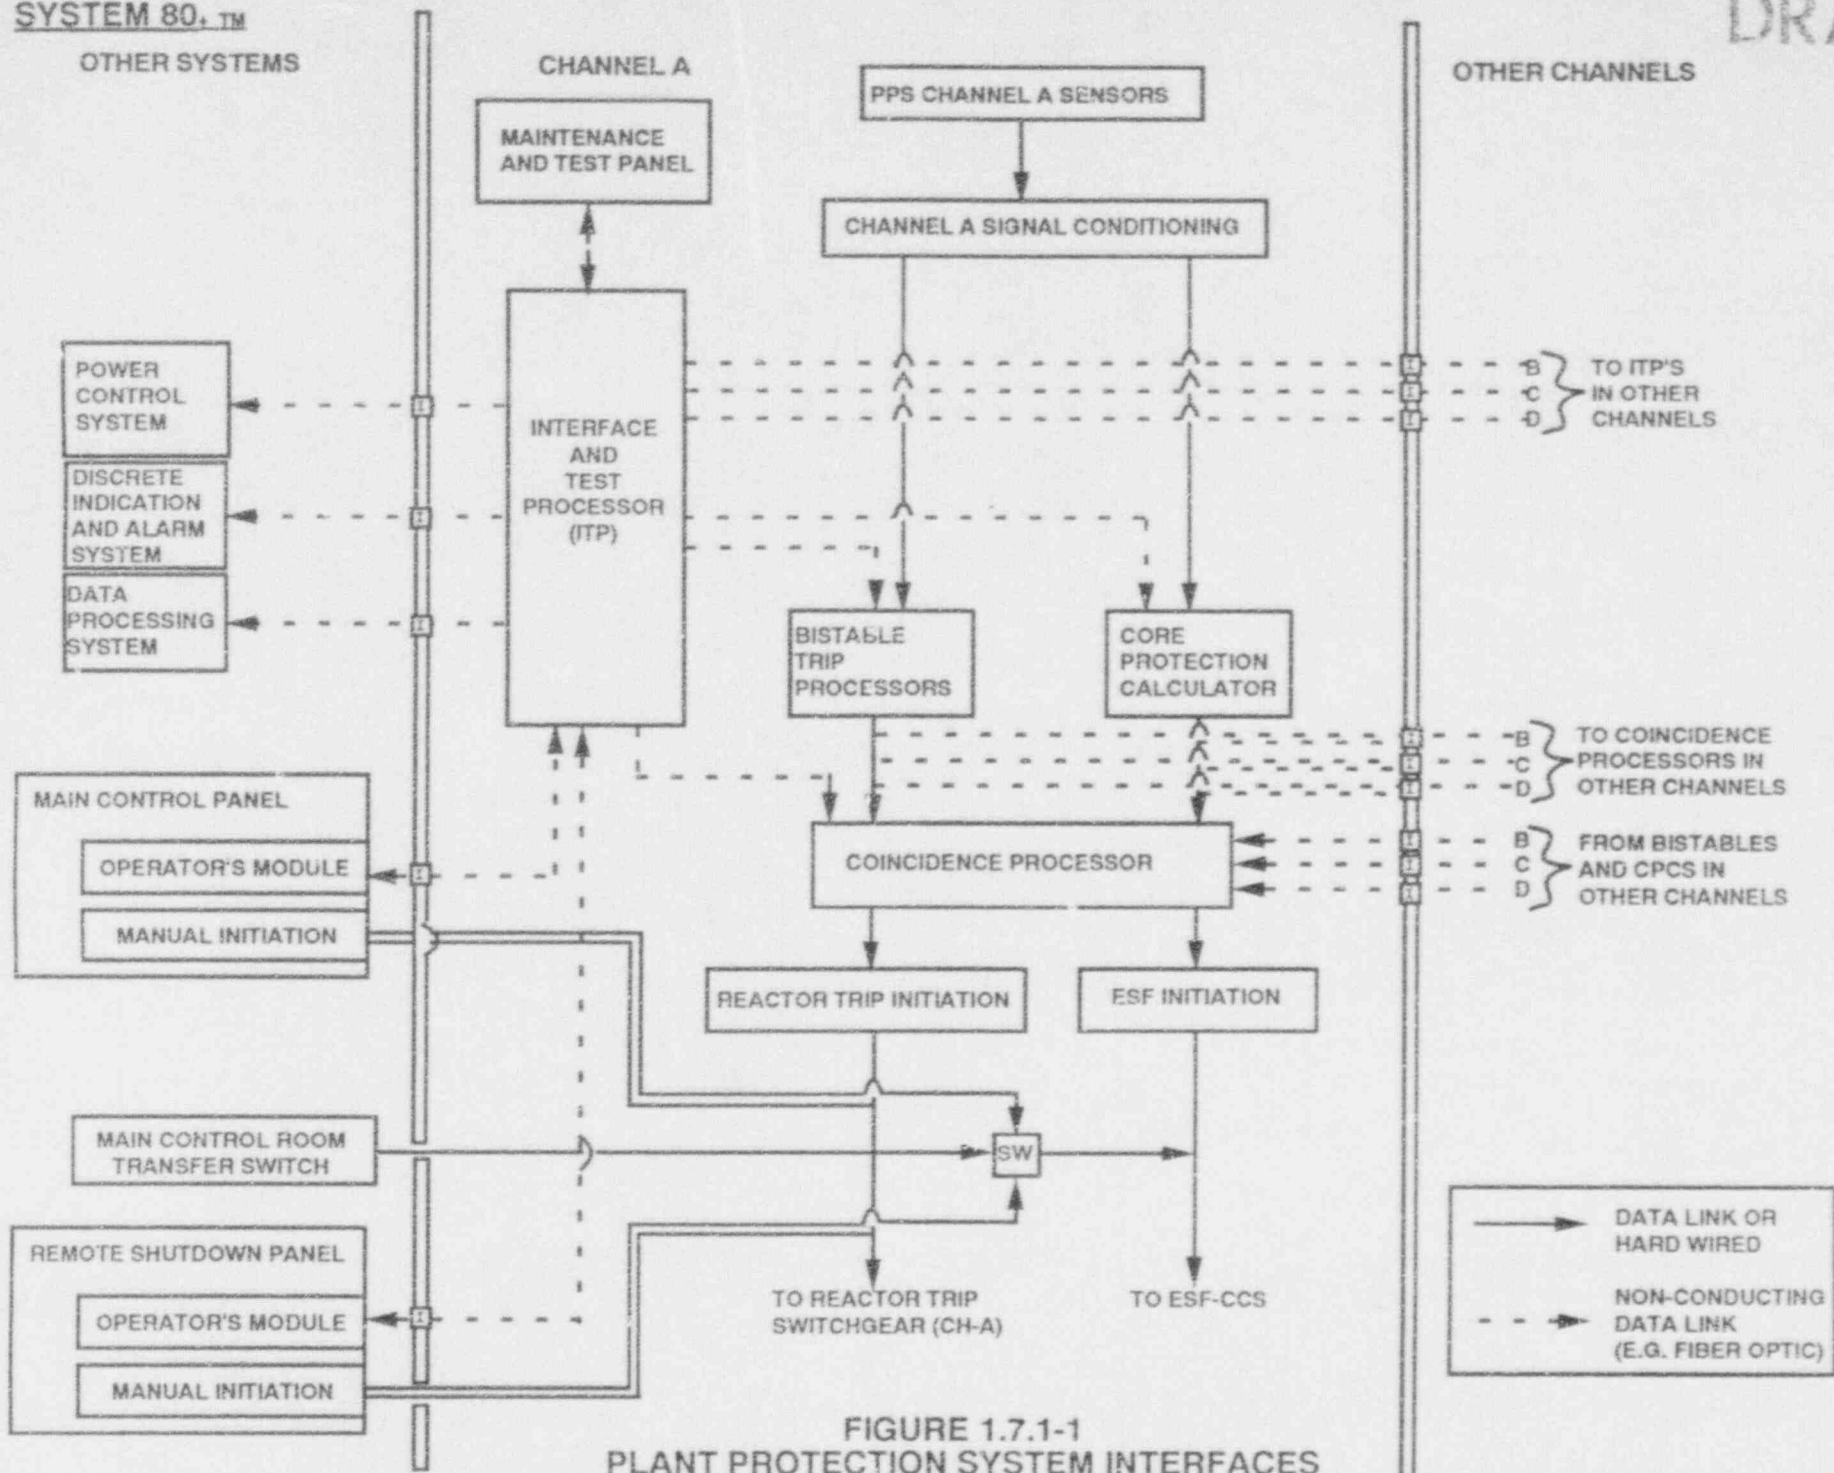 SYSTEM 80+ TM
DRA
OTHER SYSTEMS
CHANNEL A
OTHER CHANNELS
PPS CHANNEL A SENSORS
MAINTENANCE
AND TEST PANEL
CHANNEL A SIGNAL CONDITIONING
POWER
CONTROL
SYSTEM
DISCRETE
INDICATION
AND ALARM
SYSTEM
DATA
PROCESSING
SYSTEM
I
I
I
INTERFACE
AND
TEST
PROCESSOR
(ITP)
I
I
I
B
C
D
TO ITP'S
IN OTHER
CHANNELS
BISTABLE
TRIP
PROCESSORS
CORE
PROTECTION
CALCULATOR
I
I
I
B
C
D
TO COINCIDENCE
PROCESSORS IN
OTHER CHANNELS
MAIN CONTROL PANEL
OPERATOR'S MODULE
I
MANUAL INITIATION
COINCIDENCE PROCESSOR
I
I
I
B
C
D
FROM BISTABLES
AND CPCS IN
OTHER CHANNELS
REACTOR TRIP INITIATION
ESF INITIATION
MAIN CONTROL ROOM
TRANSFER SWITCH
SW
REMOTE SHUTDOWN PANEL
OPERATOR'S MODULE
I
MANUAL INITIATION
TO REACTOR TRIP
SWITCHGEAR (CH-A)
TO ESF-CCS
DATA LINK OR
HARD WIRED
NON-CONDUCTING
DATA LINK
(E.G. FIBER OPTIC)
FIGURE 1.7.1-1
PLANT PROTECTION SYSTEM INTERFACES